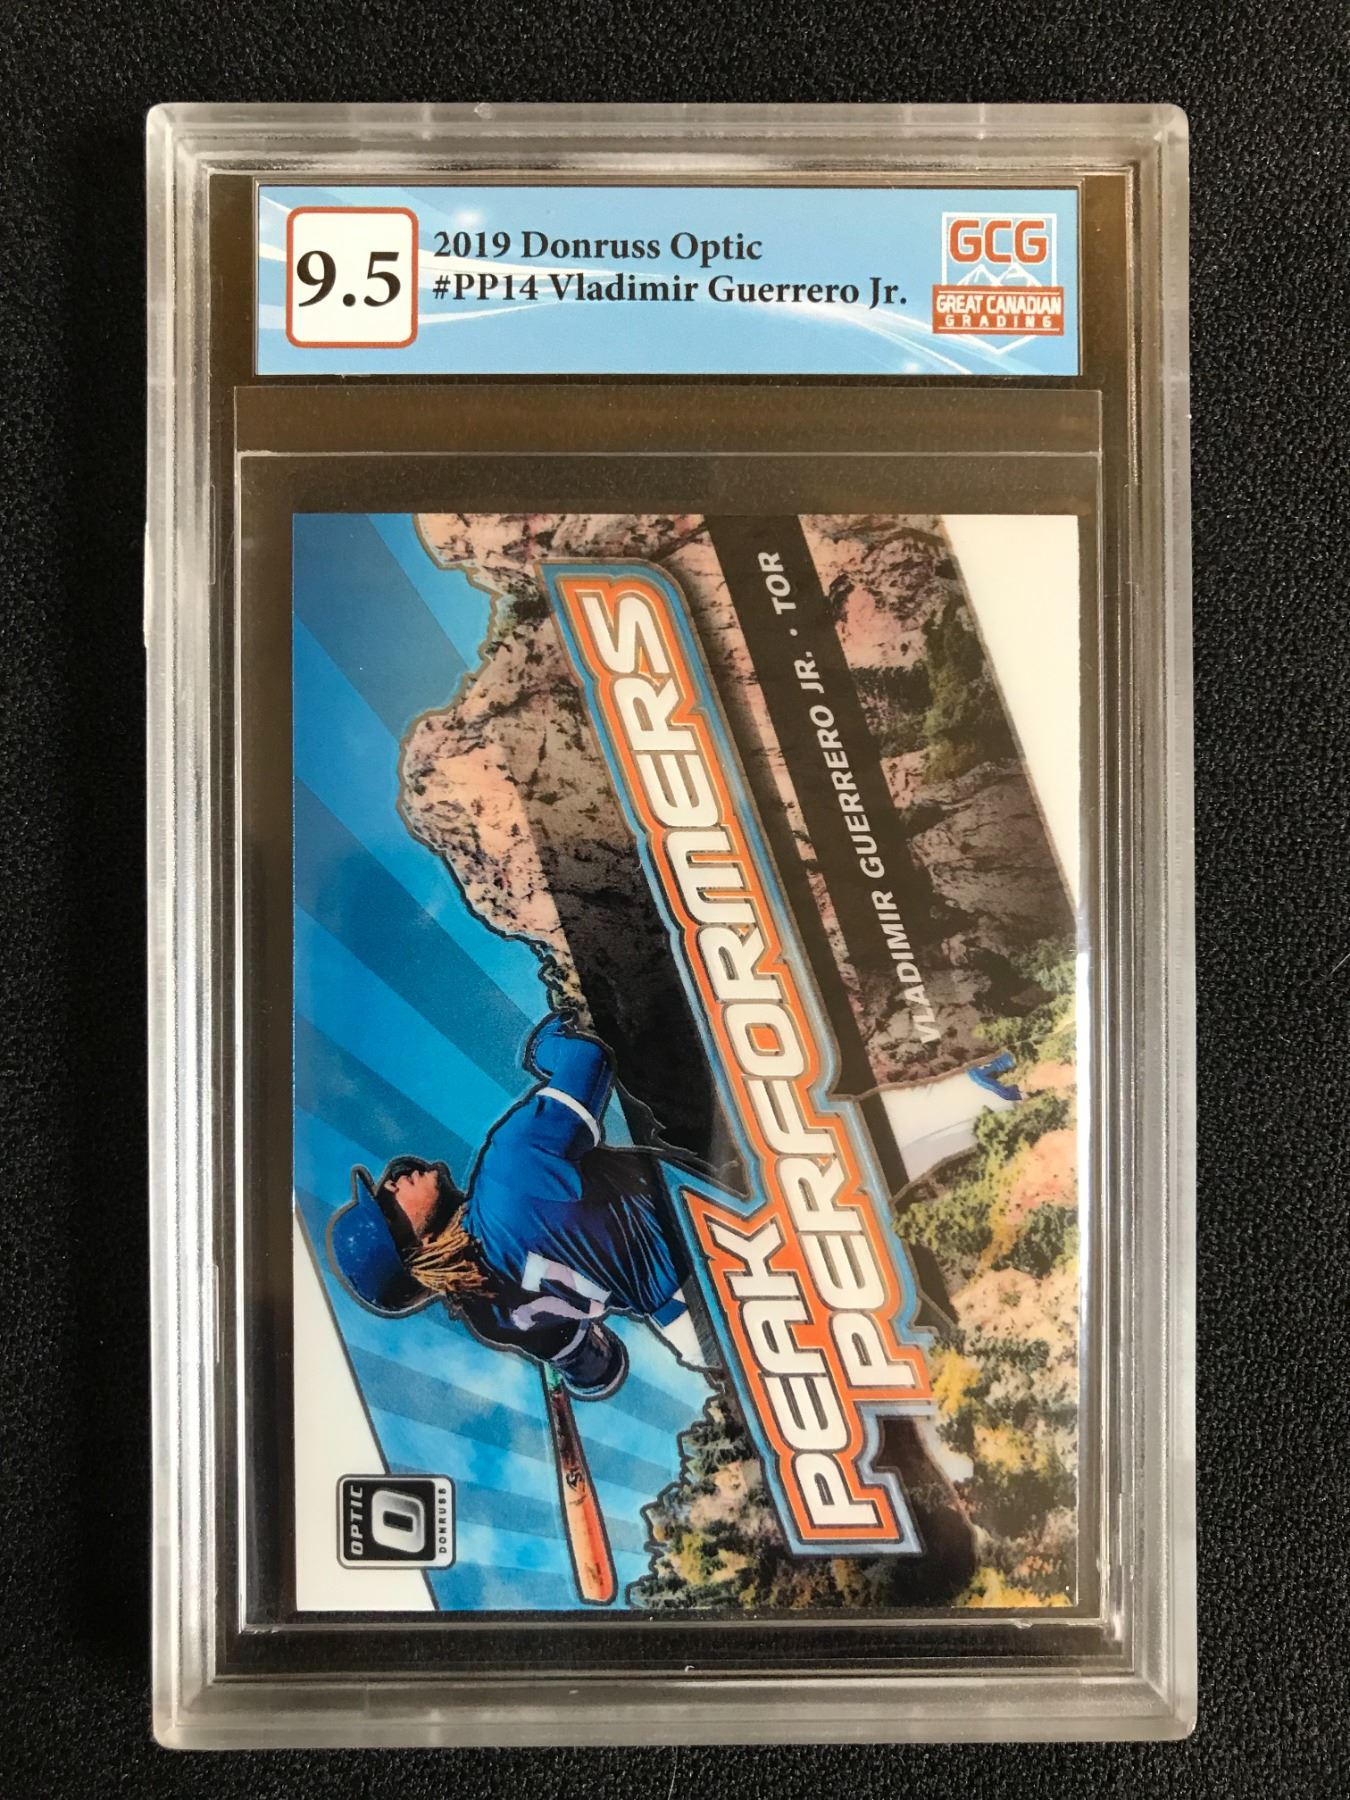 9.5
2019 Donruss Optic
#PP14 Vladimir Guerrero Jr.
GCG
GREAT CANADIAN
GRADING
PEAK
PERFORMERS
VLADIMIR GUERRERO JR. · TOR
OPTIC
O
DONRUSS